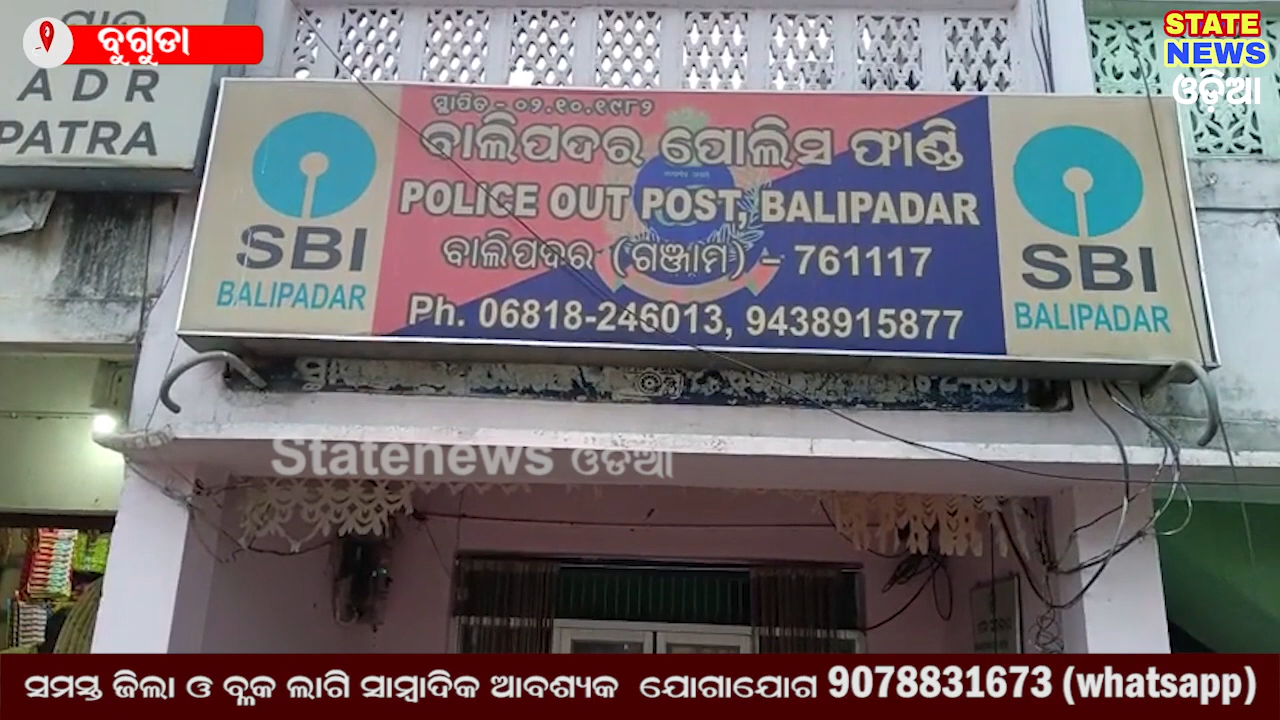 ବୁଗୁଡା
STATE
NEWS
ଓଡ଼ିଆ
ADR
PATRA
ସ୍ଥାପିତ - ୦୨.୧୦.୧୯୮୨
ବାଲିପଦର ପୋଲିସ ଫାଣ୍ଡି
POLICE OUT POST, BALIPADAR
ବାଲିପଦର (ଗଞ୍ଜାମ) - 761117
Ph. 06818-246013, 9438915877
SBI
BALIPADAR
SBI
BALIPADAR
Statenews ଓଡିଆ
ସମସ୍ତ ଜିଲା ଓ ବ୍ଲକ ଲାଗି ସାମ୍ବାଦିକ ଆବଶ୍ୟକ ଯୋଗାଯୋଗ 9078831673 (whatsapp)